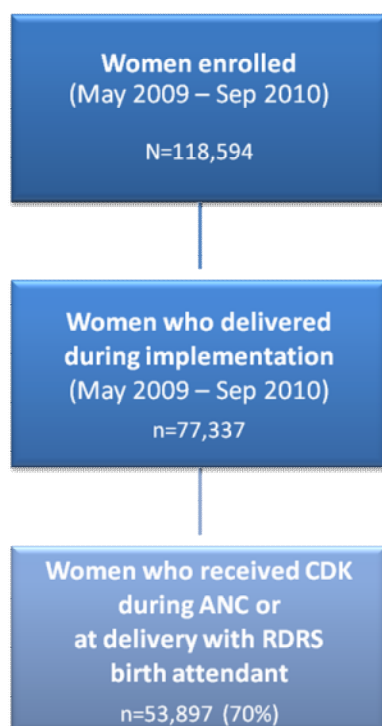 Women enrolled
(May 2009 – Sep 2010)
N=118,594
Women who delivered
during implementation
(May 2009 – Sep 2010)
n=77,337
Women who received CDK
during ANC or
at delivery with RDRS
birth attendant
n=53,897 (70%)